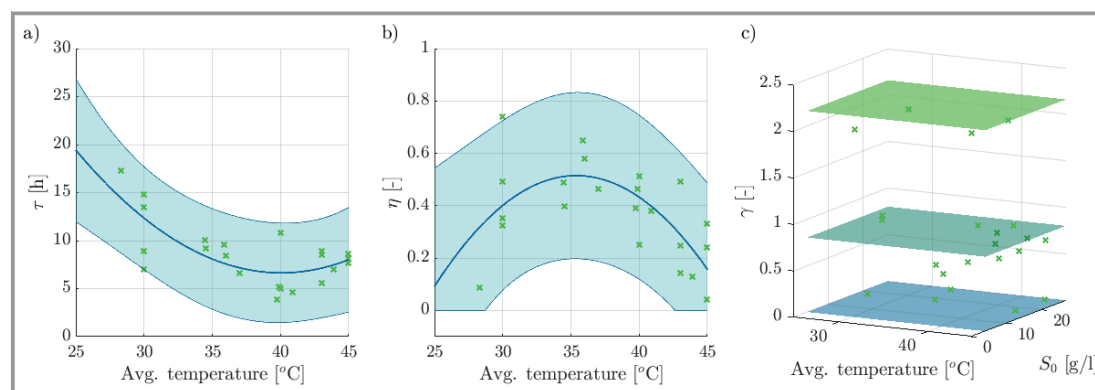 a)
30
25
20
15
10
5
0
τ [h]
25 30 35 40 45
Avg. temperature [°C]
b)
1
0.8
0.6
0.4
0.2
0
η [-]
25 30 35 40 45
Avg. temperature [°C]
c)
2.5
2
1.5
1
0.5
0
γ [-]
30 40
Avg. temperature [°C]
0 10 20
S₀ [g/l]